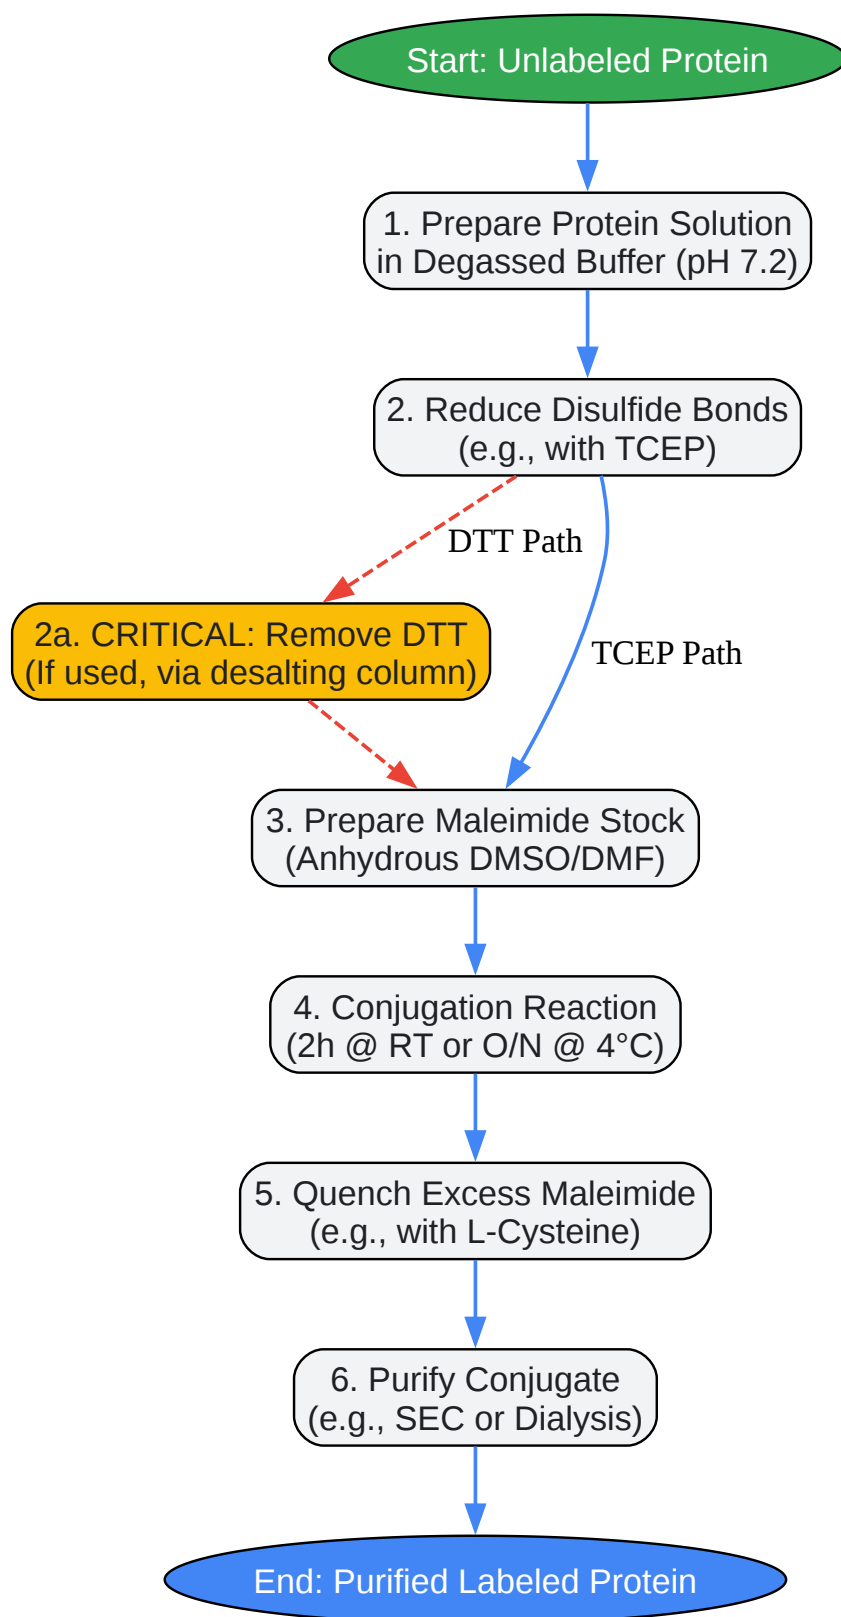 Start: Unlabeled Protein
1. Prepare Protein Solution
in Degassed Buffer (pH 7.2)
2. Reduce Disulfide Bonds
(e.g., with TCEP)
DTT Path
2a. CRITICAL: Remove DTT
(If used, via desalting column)
TCEP Path
3. Prepare Maleimide Stock
(Anhydrous DMSO/DMF)
4. Conjugation Reaction
(2h @ RT or O/N @ 4°C)
5. Quench Excess Maleimide
(e.g., with L-Cysteine)
6. Purify Conjugate
(e.g., SEC or Dialysis)
End: Purified Labeled Protein